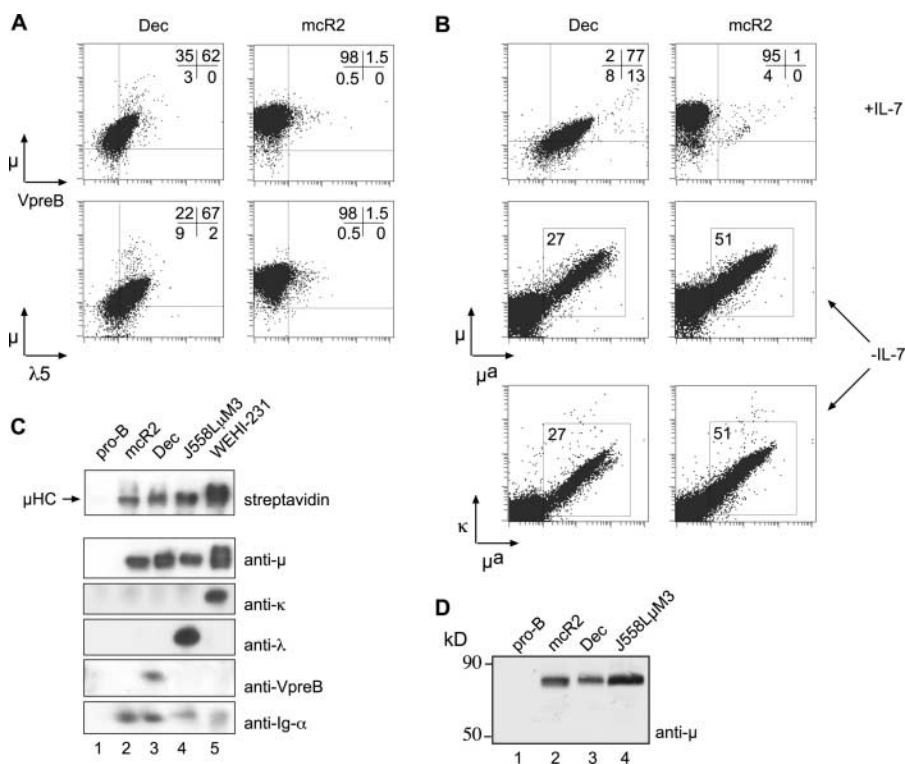 A
Dec
mcR2
35 62
3 0
98 1.5
0.5 0
μ
VpreB
22 67
9 2
98 1.5
0.5 0
μ
λ5
B
Dec
mcR2
2 77
8 13
95 1
4 0
+IL-7
27
51
μ
μa
-IL-7
27
51
κ
μa
C
pro-B
mcR2
Dec
J558LμM3
WEHI-231
μHC
streptavidin
anti-μ
anti-κ
anti-λ
anti-VpreB
anti-Ig-α
1 2 3 4 5
D
pro-B
mcR2
Dec
J558LμM3
kD
90
50
anti-μ
1 2 3 4